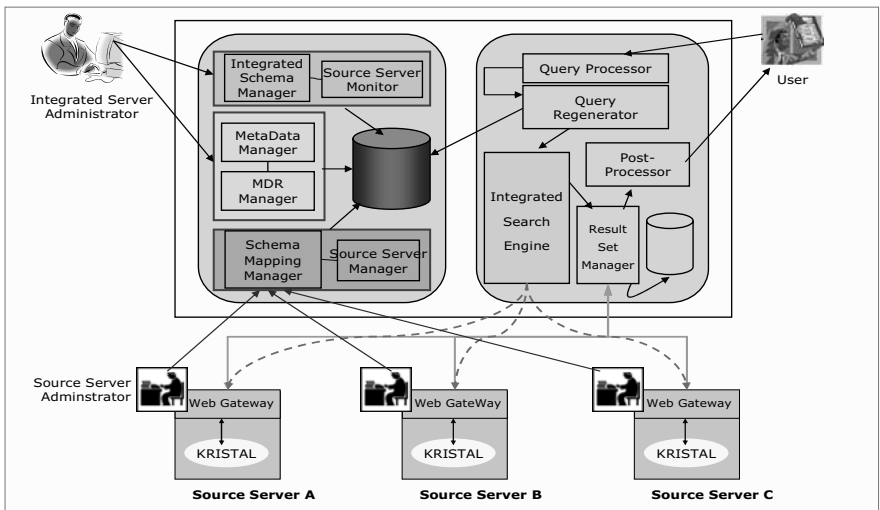 Integrated Server
Administrator
Integrated
Schema
Manager
Source Server
Monitor
MetaData
Manager
MDR
Manager
Schema
Mapping
Manager
Source Server
Manager
Query Processor
Query
Regenerator
User
Integrated
Search
Engine
Post-
Processor
Result
Set
Manager
Source Server
Adminstrator
Web Gateway
KRISTAL
Source Server A
Web GateWay
KRISTAL
Source Server B
Web Gateway
KRISTAL
Source Server C